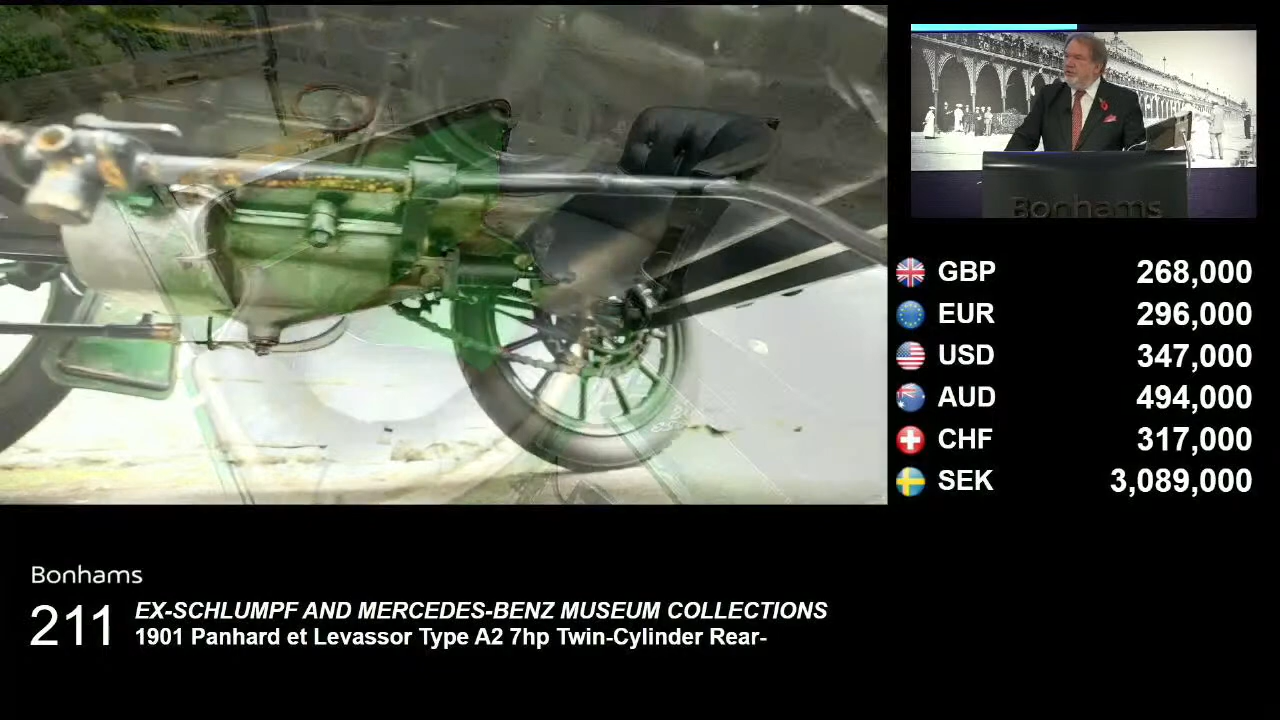 Bonhams
GBP 268,000
EUR 296,000
USD 347,000
AUD 494,000
CHF 317,000
SEK 3,089,000
Bonhams
211
EX-SCHLUMPF AND MERCEDES-BENZ MUSEUM COLLECTIONS
1901 Panhard et Levassor Type A2 7hp Twin-Cylinder Rear-